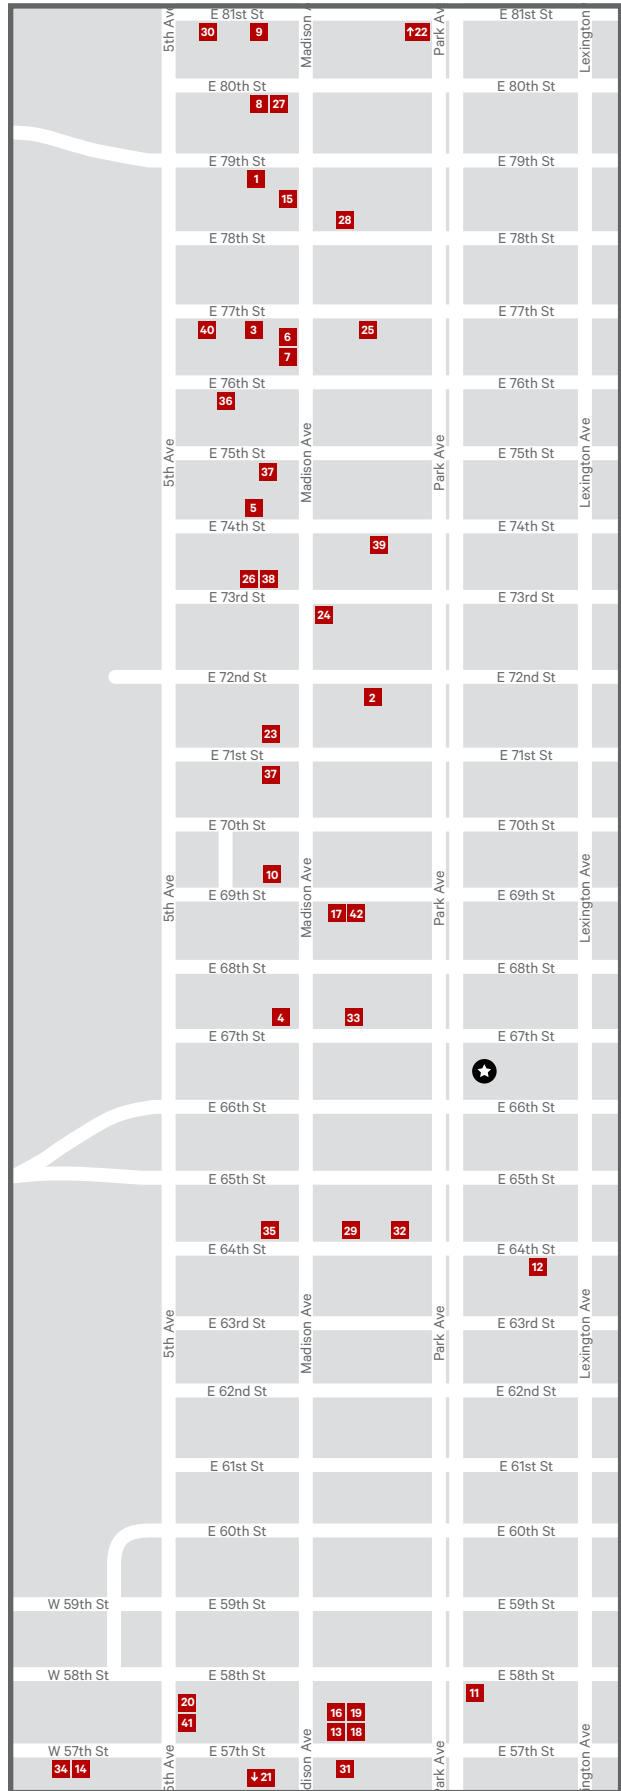 E 81st St
E 81st St
5th Ave
Madison A
Park Av
Lexington
30
9
↑22
E 80th St
E 80th St
8
27
E 79th St
E 79th St
1
15
28
E 78th St
E 78th St
E 77th St
E 77th St
40
3
6
25
7
E 76th St
E 76th St
36
5th Ave
Madison Ave
Park Ave
Lexington Ave
E 75th St
E 75th St
37
5
E 74th St
E 74th St
39
26
38
E 73rd St
E 73rd St
24
E 72nd St
E 72nd St
2
23
E 71st St
E 71st St
37
E 70th St
E 70th St
10
5th Ave
Madison Ave
Park Ave
Lexington Ave
E 69th St
E 69th St
17
42
E 68th St
E 68th St
4
33
E 67th St
E 67th St
E 66th St
E 66th St
E 65th St
E 65th St
35
29
32
E 64th St
E 64th St
12
5th Ave
Madison Ave
Park Ave
Lexington Ave
E 63rd St
E 63rd St
E 62nd St
E 62nd St
E 61st St
E 61st St
E 60th St
E 60th St
W 59th St
E 59th St
E 59th St
W 58th St
E 58th St
E 58th St
20
11
41
16
19
13
18
W 57th St
E 57th St
E 57th St
5th Ave
dison Ave
ark Ave
ington Ave
34
14
↓21
31